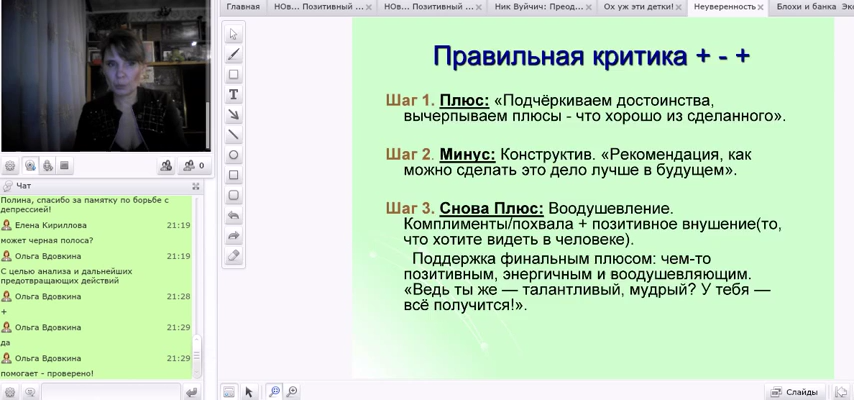 Главная
НОв... Позитивный ...
НОв... Позитивный ...
Ник Вуйчич: Преод...
Ох уж эти детки!
Неуверенность
Блохи и банка
Экс
Правильная критика + - +
Шаг 1. Плюс: «Подчёркиваем достоинства,
вычерпываем плюсы - что хорошо из сделанного».
Шаг 2. Минус: Конструктив. «Рекомендация, как
можно сделать это дело лучше в будущем».
Шаг 3. Снова Плюс: Воодушевление.
Комплименты/похвала + позитивное внушение(то,
что хотите видеть в человеке).
Поддержка финальным плюсом: чем-то
позитивным, энергичным и воодушевляющим.
«Ведь ты же — талантливый, мудрый? У тебя —
всё получится!».
0
Чат
Полина, спасибо за памятку по борьбе с
депрессией!
Елена Кириллова 21:19
может черная полоса?
Ольга Вдовкина 21:19
С целью анализа и дальнейших
предотвращающих действий
Ольга Вдовкина 21:28
+
Ольга Вдовкина 21:29
да
Ольга Вдовкина 21:29
помогает - проверено!
Слайды